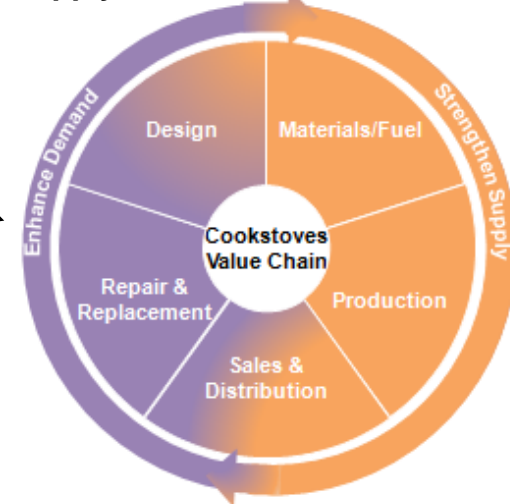 Design
Materials/Fuel
Enhance Demand
Strengthen Supply
Cookstoves
Value Chain
Repair &
Replacement
Production
Sales &
Distribution